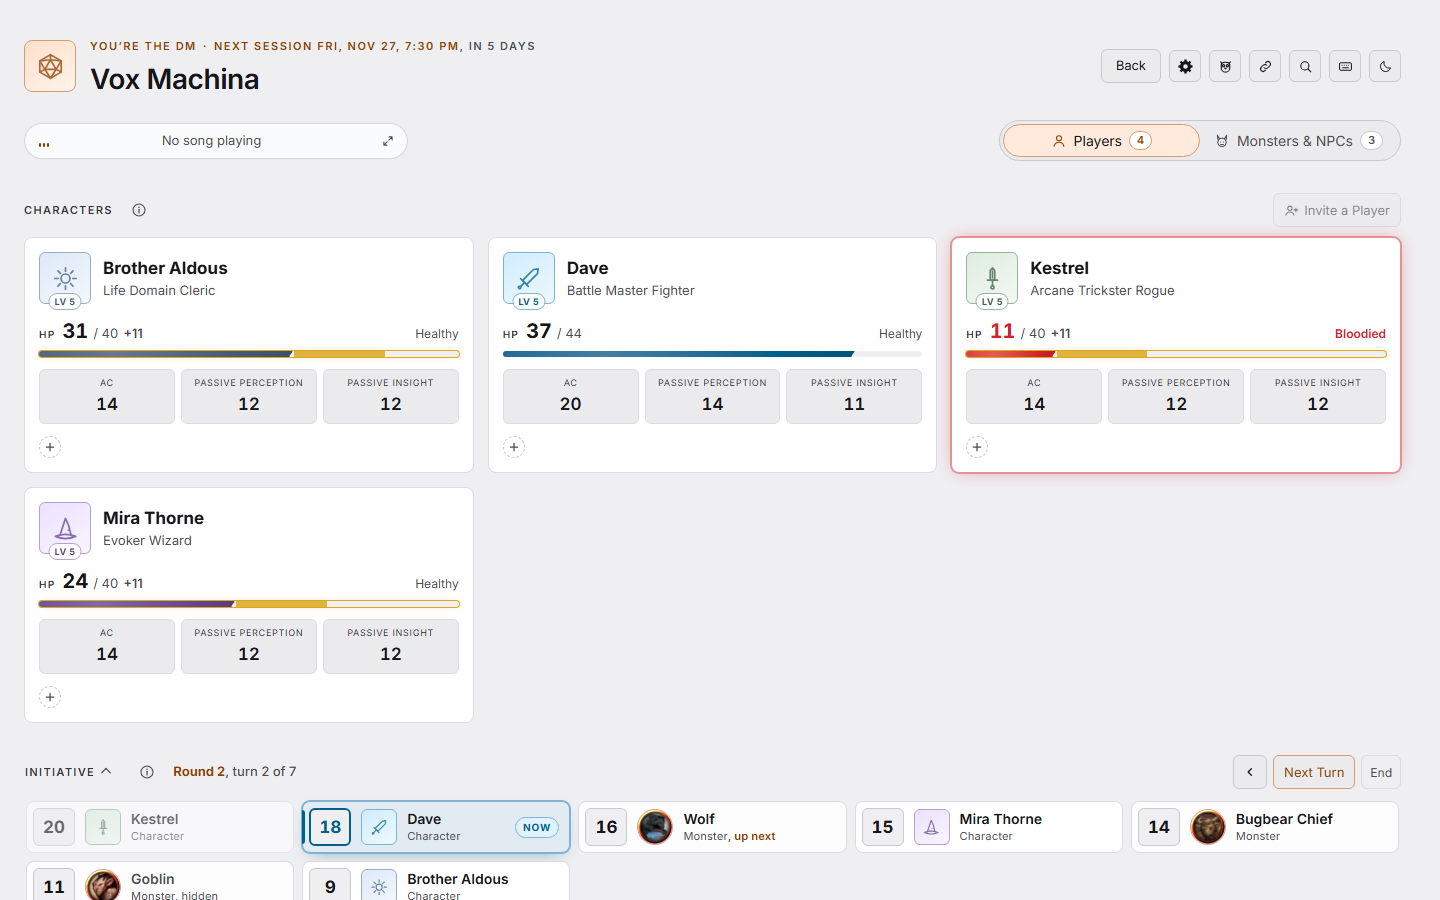 YOU'RE THE DM · NEXT SESSION FRI, NOV 27, 7:30 PM, IN 5 DAYS
Vox Machina
Back
No song playing
Players 4
Monsters & NPCs 3
CHARACTERS
Invite a Player
Brother Aldous
Life Domain Cleric
LV 5
HP 31 / 40 +11 Healthy
AC PASSIVE PERCEPTION PASSIVE INSIGHT
14 12 12
Dave
Battle Master Fighter
LV 5
HP 37 / 44 Healthy
AC PASSIVE PERCEPTION PASSIVE INSIGHT
20 14 11
Kestrel
Arcane Trickster Rogue
LV 5
HP 11 / 40 +11 Bloodied
AC PASSIVE PERCEPTION PASSIVE INSIGHT
14 12 12
Mira Thorne
Evoker Wizard
LV 5
HP 24 / 40 +11 Healthy
AC PASSIVE PERCEPTION PASSIVE INSIGHT
14 12 12
INITIATIVE
Round 2, turn 2 of 7
Next Turn
End
20
Kestrel
Character
18
Dave
Character
NOW
16
Wolf
Monster, up next
15
Mira Thorne
Character
14
Bugbear Chief
Monster
11
Goblin
Monster, hidden
9
Brother Aldous
Character